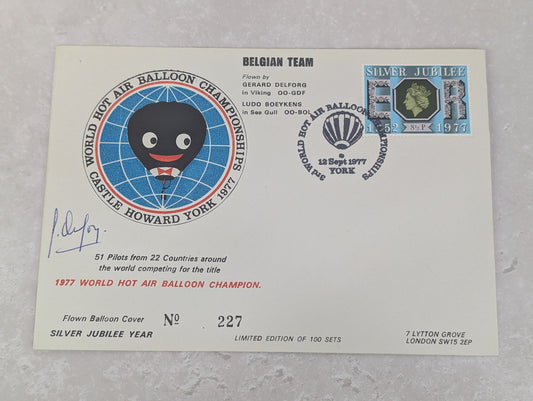 BELGIAN TEAM
Flown by
GERARD DELFORG
in Viking OO-GDF
LUDO BOEYKENS
in Sea Gull OO-BOL
WORLD HOT AIR BALLOON CHAMPIONSHIPS
CASTLE HOWARD YORK 1977
SILVER JUBILEE
E R
1952 8½P 1977
3rd WORLD HOT AIR BALLOON CHAMPIONSHIPS
12 Sept 1977
YORK
51 Pilots from 22 Countries around
the world competing for the title
1977 WORLD HOT AIR BALLOON CHAMPION.
Flown Balloon Cover Nº 227
SILVER JUBILEE YEAR
LIMITED EDITION OF 100 SETS
7 LYTTON GROVE
LONDON SW15 2EP